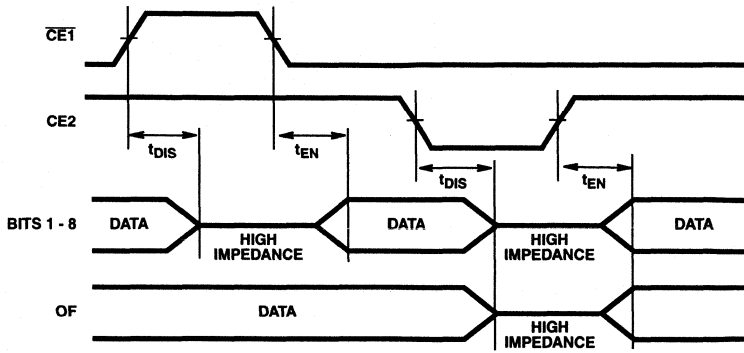 C̅E̅1̅
CE2
tDIS
tEN
tDIS
tEN
BITS 1 - 8
DATA
HIGH
IMPEDANCE
DATA
HIGH
IMPEDANCE
DATA
OF
DATA
HIGH
IMPEDANCE